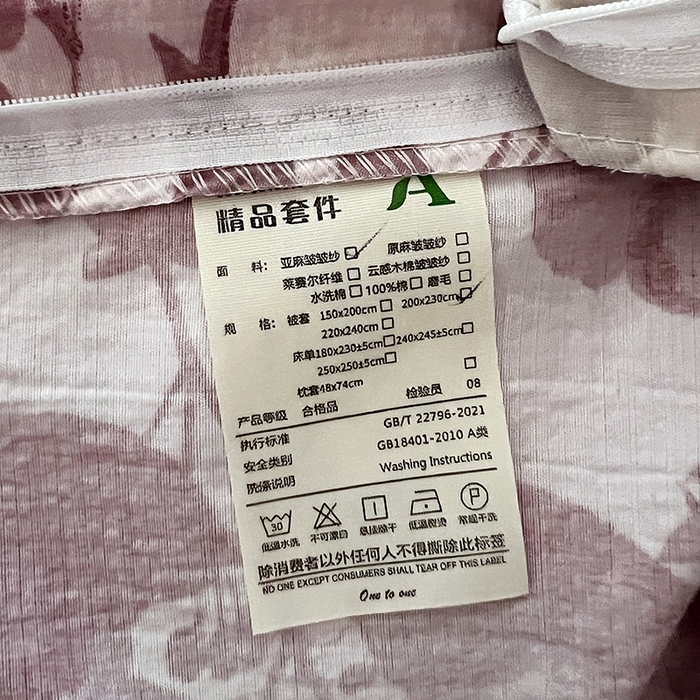 精品套件 A
面 料: 亚麻皱皱纱☑ 原麻皱皱纱□
莱赛尔纤维□ 云感木棉皱皱纱□
水洗棉□ 100%棉□ 磨毛□
规 格: 被套 150x200cm□ 200x230cm☑
220x240cm□
床单180x230±5cm□ 240x245±5cm□
250x250±5cm□
枕套48x74cm □
产品等级 合格品 检验员 08
执行标准 GB/T 22796-2021
安全类别 GB18401-2010 A类
洗涤说明 Washing Instructions
30 P
低温水洗 不可漂白 悬挂晾干 低温熨烫 常规干洗
除消费者以外任何人不得撕除此标签
NO ONE EXCEPT CONSUMERS SHALL TEAR OFF THIS LABEL
One to one